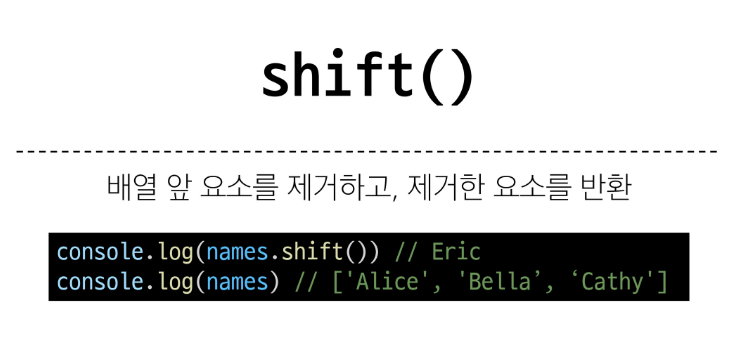 shift()
배열 앞 요소를 제거하고, 제거한 요소를 반환
console.log(names.shift()) // Eric
console.log(names) // ['Alice', 'Bella’, ‘Cathy']